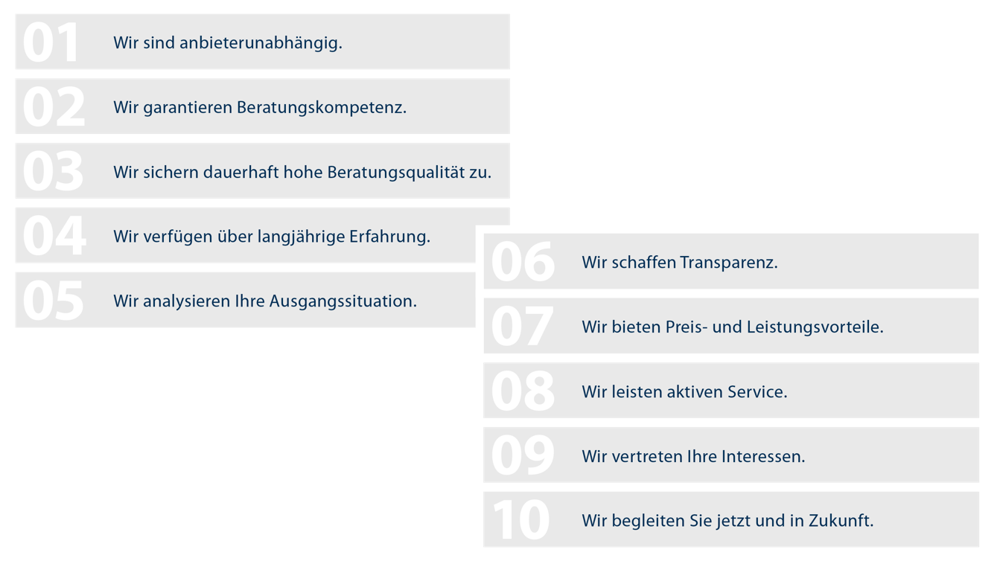 01 Wir sind anbieterunabhängig.
02 Wir garantieren Beratungskompetenz.
03 Wir sichern dauerhaft hohe Beratungsqualität zu.
04 Wir verfügen über langjährige Erfahrung.
05 Wir analysieren Ihre Ausgangssituation.
06 Wir schaffen Transparenz.
07 Wir bieten Preis- und Leistungsvorteile.
08 Wir leisten aktiven Service.
09 Wir vertreten Ihre Interessen.
10 Wir begleiten Sie jetzt und in Zukunft.